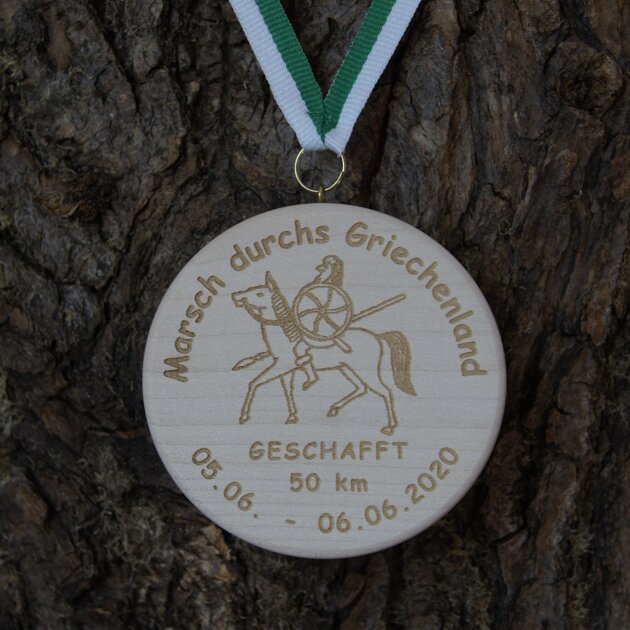 Marsch durchs Griechenland
GESCHAFFT
50 km
05.06. - 06.06.2020